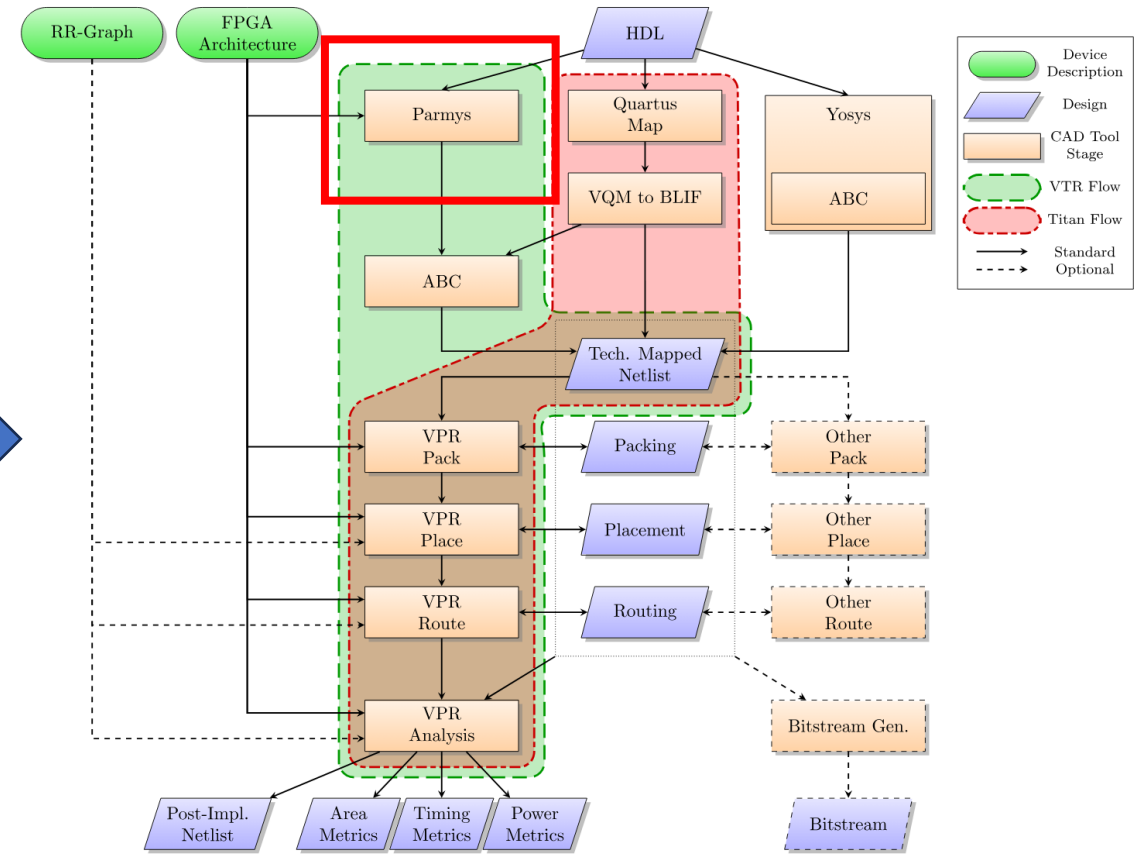 RR-Graph
FPGA
Architecture
HDL
Parmys
Quartus
Map
Yosys
VQM to BLIF
ABC
ABC
Tech. Mapped
Netlist
VPR
Pack
Packing
Other
Pack
VPR
Place
Placement
Other
Place
VPR
Route
Routing
Other
Route
VPR
Analysis
Bitstream Gen.
Post-Impl.
Netlist
Area
Metrics
Timing
Metrics
Power
Metrics
Bitstream
Device
Description
Design
CAD Tool
Stage
VTR Flow
Titan Flow
Standard
Optional